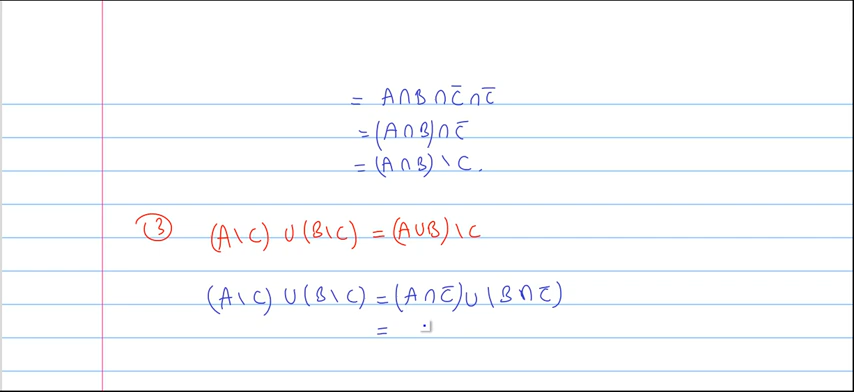 = A∩B∩C̅∩C̅
= (A∩B)∩C̅
= (A∩B) \ C.
③ (A\C) ∪ (B\C) = (A∪B) \ C
(A\C) ∪ (B\C) = (A∩C̅) ∪ (B∩C̅)
=